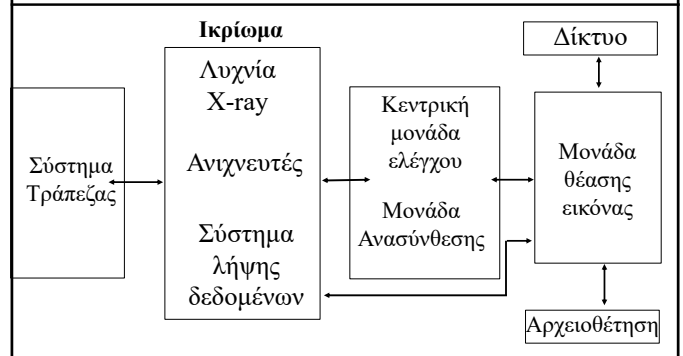 Ικρίωμα
Σύστημα
Τράπεζας
Λυχνία
X-ray
Ανιχνευτές
Σύστημα
λήψης
δεδομένων
Κεντρική
μονάδα
ελέγχου
Μονάδα
Ανασύνθεσης
Δίκτυο
Μονάδα
θέασης
εικόνας
Αρχειοθέτηση